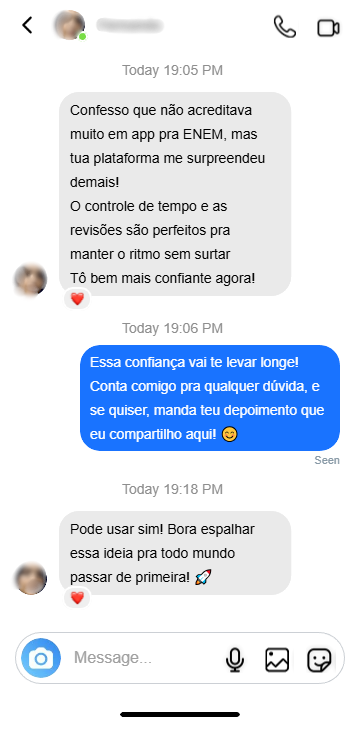 Today 19:05 PM
Confesso que não acreditava
muito em app pra ENEM, mas
tua plataforma me surpreendeu
demais!
O controle de tempo e as
revisões são perfeitos pra
manter o ritmo sem surtar
Tô bem mais confiante agora!
Today 19:06 PM
Essa confiança vai te levar longe!
Conta comigo pra qualquer dúvida, e
se quiser, manda teu depoimento que
eu compartilho aqui! 😊
Seen
Today 19:18 PM
Pode usar sim! Bora espalhar
essa ideia pra todo mundo
passar de primeira! 🚀
Message...